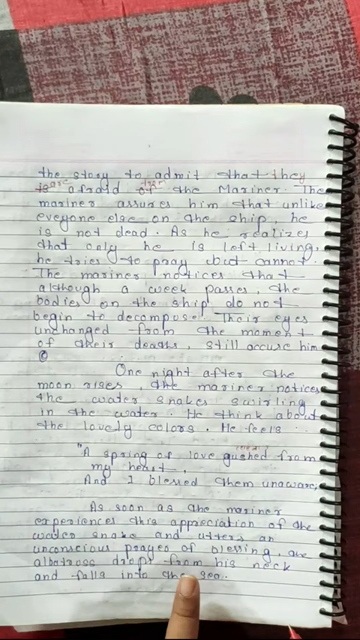 the story to admit that they
are afraid of the Mariner. The
mariner assures him that unlike
eveyone else on the ship, he
is not dead. As he realizes
that only he is left living,
he tries to pray but cannot
The mariner notices that
although a week passes, the
bodies on the ship do not
begin to decompose. Their eyes
unchanged from the moment
of their deaths, still accuse him
One night after the
moon rises, the mariner notices
the water snakes swirling
in the water. He think about
the lovely colors. He feels
"A spring of love gushed from
my heart,
And I blessed them unaware,
As soon as the mariner
experiences this appreciation of the
water snake and utters an
unconscious prayer of blessing, the
albatross drops from his neck
and falls into the sea.